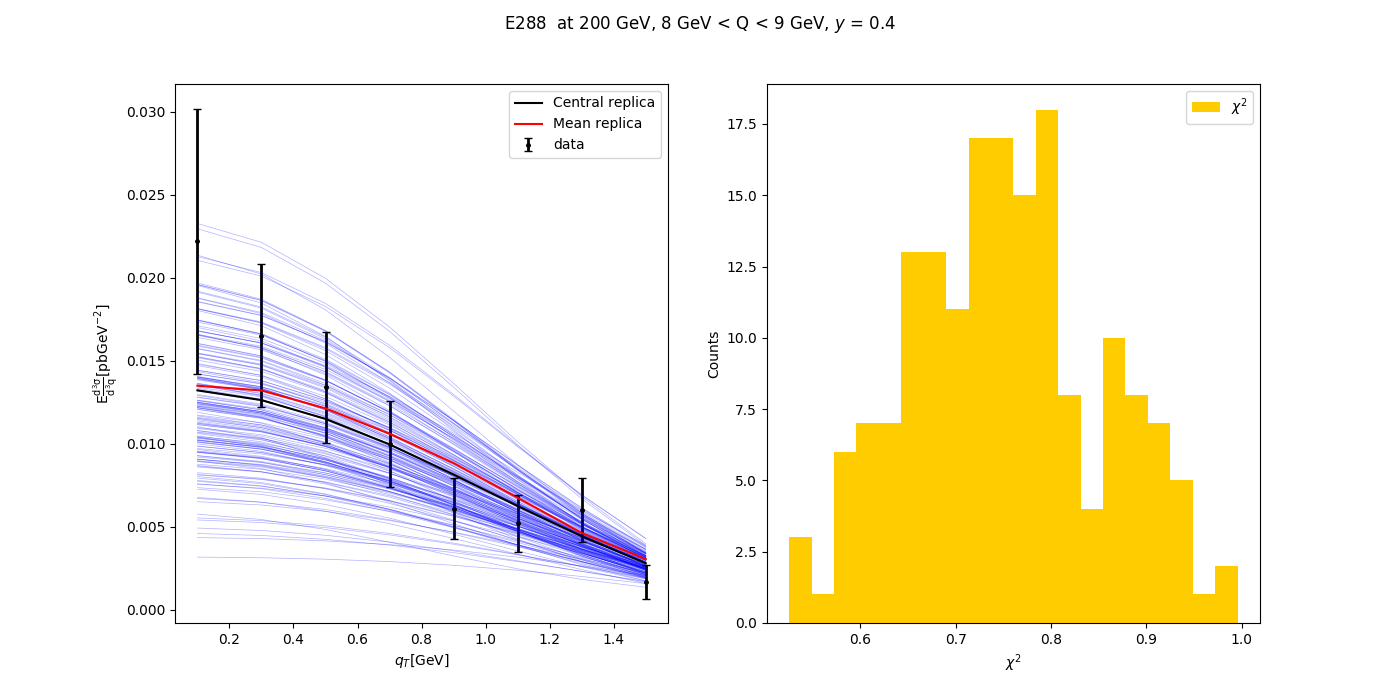 E288  at 200 GeV, 8 GeV < Q < 9 GeV, y = 0.4
Central replica
Mean replica
data
0.030
0.025
0.020
0.015
0.010
0.005
0.000
E d³σ/d³q [pbGeV⁻²]
0.2 0.4 0.6 0.8 1.0 1.2 1.4
q_T[GeV]
χ²
17.5
15.0
12.5
10.0
7.5
5.0
2.5
0.0
Counts
0.6 0.7 0.8 0.9 1.0
χ²